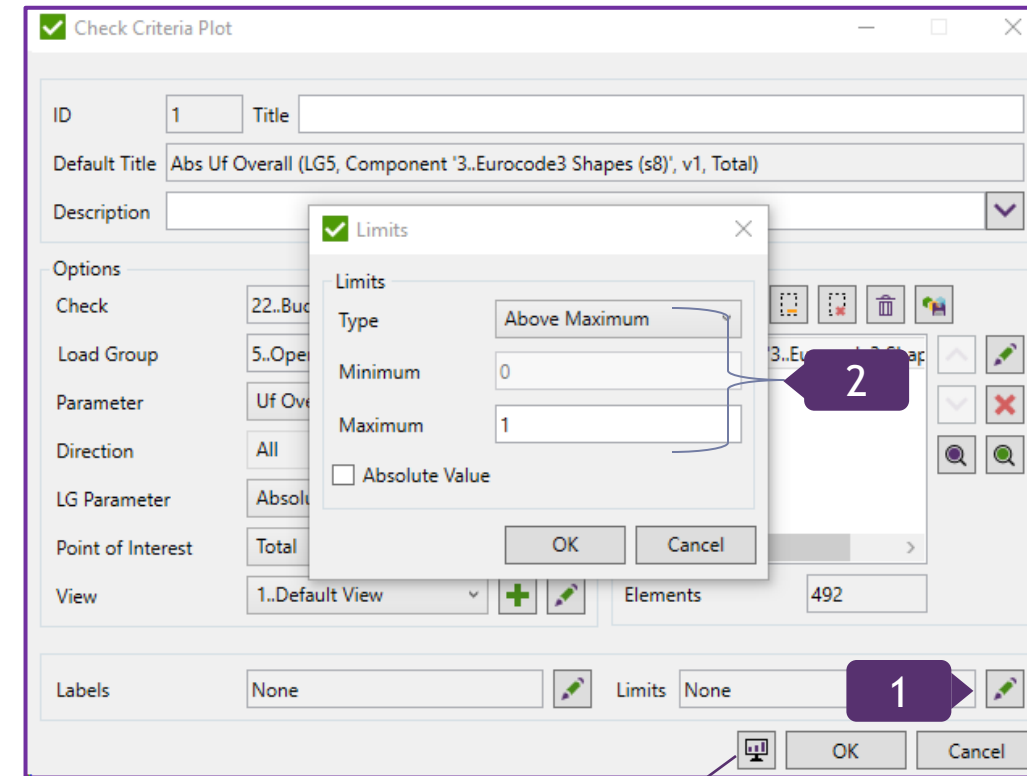 Check Criteria Plot
ID 1 Title
Default Title Abs Uf Overall (LG5, Component '3..Eurocode3 Shapes (s8)', v1, Total)
Description
Limits
Options
Limits
Check 22..Buc
Type Above Maximum
Load Group 5..Oper
Minimum 0
2
Parameter Uf Ove
Maximum 1
Direction All
Absolute Value
LG Parameter Absolu
Point of Interest Total
OK Cancel
View 1..Default View Elements 492
Labels None Limits None 1
OK Cancel